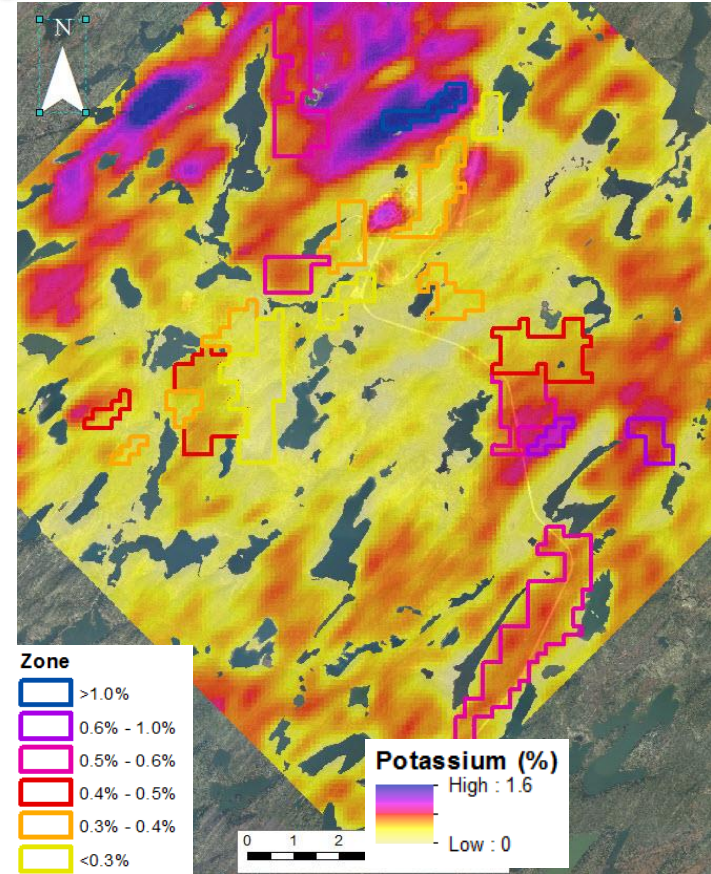 N
Zone
>1.0%
0.6% - 1.0%
0.5% - 0.6%
0.4% - 0.5%
0.3% - 0.4%
<0.3%
Potassium (%)
High : 1.6
Low : 0
0 1 2